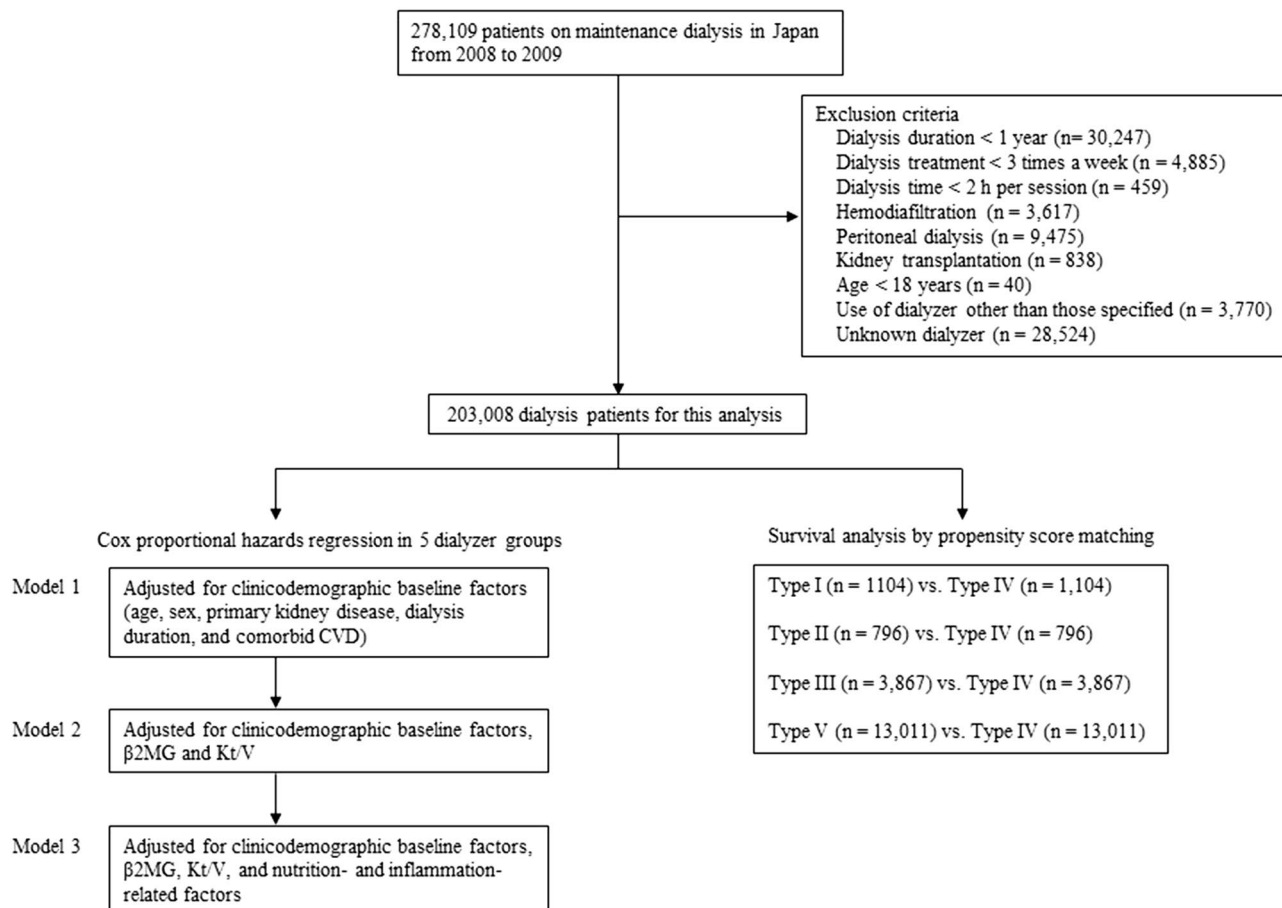 278,109 patients on maintenance dialysis in Japan
from 2008 to 2009
Exclusion criteria
Dialysis duration < 1 year (n= 30,247)
Dialysis treatment < 3 times a week (n = 4,885)
Dialysis time < 2 h per session (n = 459)
Hemodiafiltration (n = 3,617)
Peritoneal dialysis (n = 9,475)
Kidney transplantation (n = 838)
Age < 18 years (n = 40)
Use of dialyzer other than those specified (n = 3,770)
Unknown dialyzer (n = 28,524)
203,008 dialysis patients for this analysis
Cox proportional hazards regression in 5 dialyzer groups
Model 1
Adjusted for clinicodemographic baseline factors
(age, sex, primary kidney disease, dialysis
duration, and comorbid CVD)
Model 2
Adjusted for clinicodemographic baseline factors,
β2MG and Kt/V
Model 3
Adjusted for clinicodemographic baseline factors,
β2MG, Kt/V, and nutrition- and inflammation-
related factors
Survival analysis by propensity score matching
Type I (n = 1104) vs. Type IV (n = 1,104)
Type II (n = 796) vs. Type IV (n = 796)
Type III (n = 3,867) vs. Type IV (n = 3,867)
Type V (n = 13,011) vs. Type IV (n = 13,011)